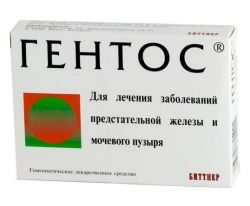 ГЕНТОС®
Для лечения заболеваний
предстательной железы и
мочевого пузыря
Гомеопатическое лекарственное средство
БИТТНЕР